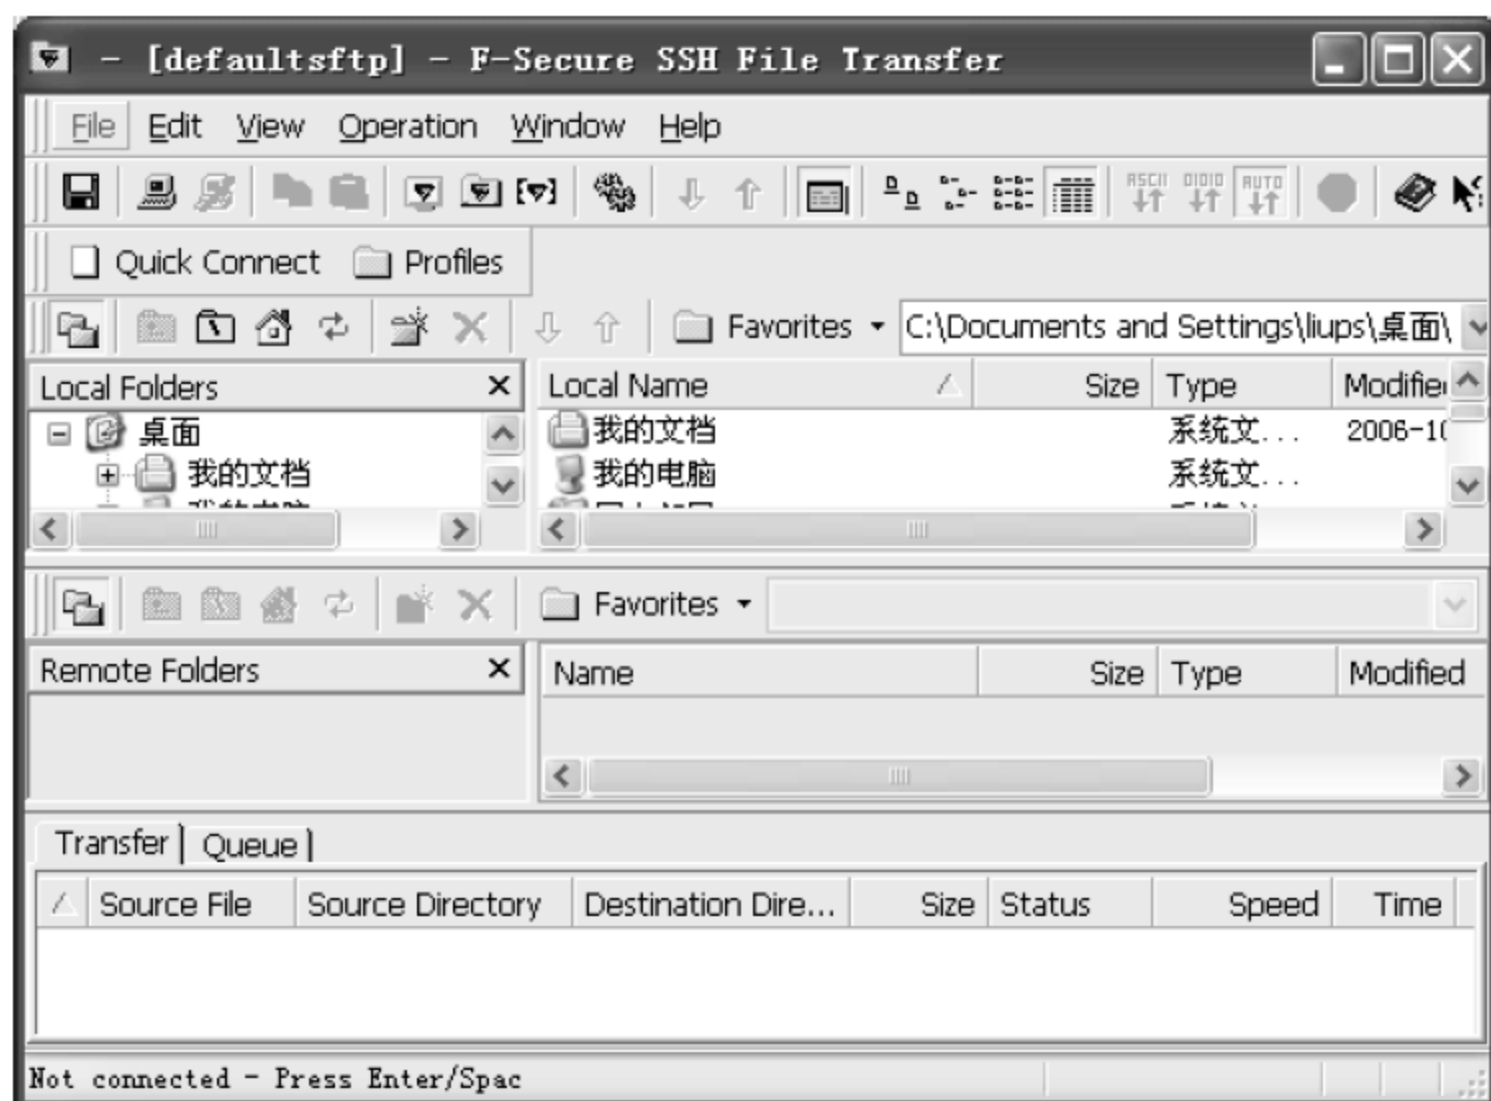 - [defaultsftp] - F-Secure SSH File Transfer
File Edit View Operation Window Help
ASCII 01010 AUTO
Quick Connect Profiles
Favorites C:\Documents and Settings\liups\桌面\
Local Folders Local Name Size Type Modified
桌面 我的文档 系统文... 2006-10
我的文档 我的电脑 系统文...
Favorites
Remote Folders Name Size Type Modified
Transfer Queue
Source File Source Directory Destination Dire... Size Status Speed Time
Not connected - Press Enter/Spac